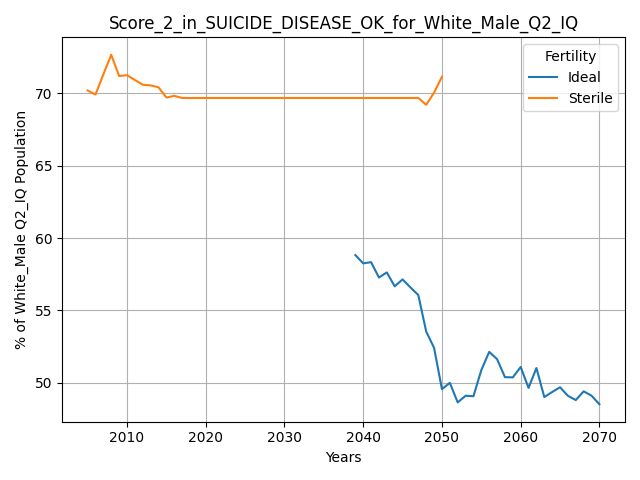 Score_2_in_SUICIDE_DISEASE_OK_for_White_Male_Q2_IQ
Fertility
Ideal
Sterile
% of White_Male Q2_IQ Population
70
65
60
55
50
2010 2020 2030 2040 2050 2060 2070
Years